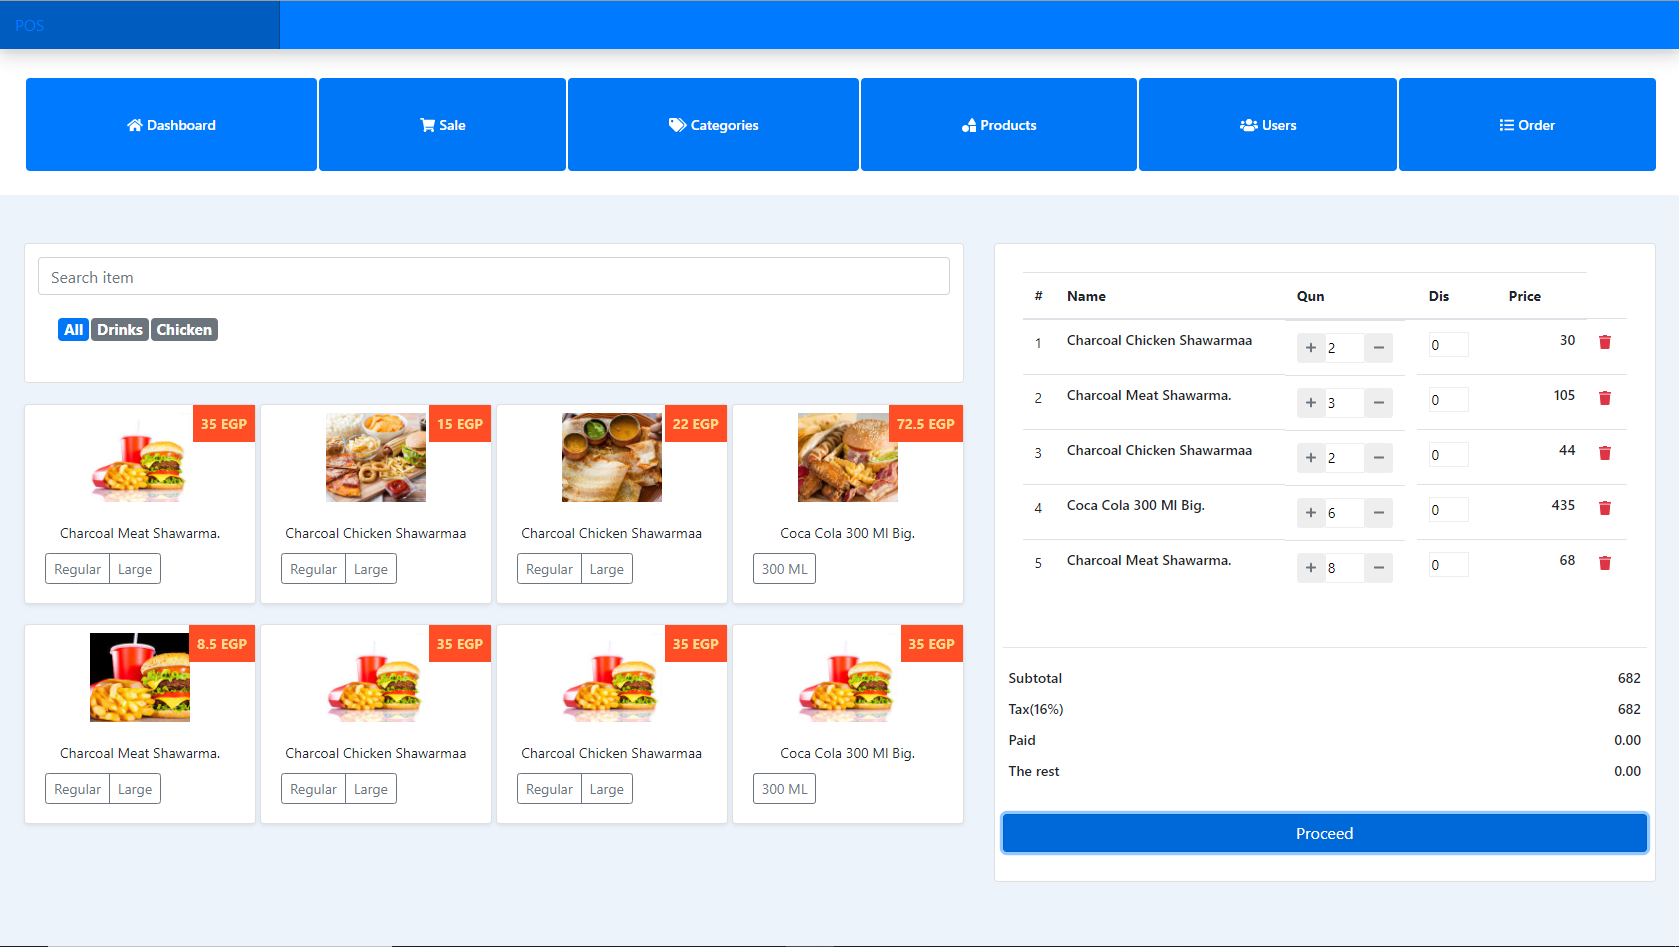 POS
Dashboard
Sale
Categories
Products
Users
Order
Search item
All Drinks Chicken
35 EGP
Charcoal Meat Shawarma.
Regular Large
15 EGP
Charcoal Chicken Shawarmaa
Regular Large
22 EGP
Charcoal Chicken Shawarmaa
Regular Large
72.5 EGP
Coca Cola 300 Ml Big.
300 ML
8.5 EGP
Charcoal Meat Shawarma.
Regular Large
35 EGP
Charcoal Chicken Shawarmaa
Regular Large
35 EGP
Charcoal Chicken Shawarmaa
Regular Large
35 EGP
Coca Cola 300 Ml Big.
300 ML
# Name Qun Dis Price
1 Charcoal Chicken Shawarmaa + 2 − 0 30
2 Charcoal Meat Shawarma. + 3 − 0 105
3 Charcoal Chicken Shawarmaa + 2 − 0 44
4 Coca Cola 300 Ml Big. + 6 − 0 435
5 Charcoal Meat Shawarma. + 8 − 0 68
Subtotal 682
Tax(16%) 682
Paid 0.00
The rest 0.00
Proceed